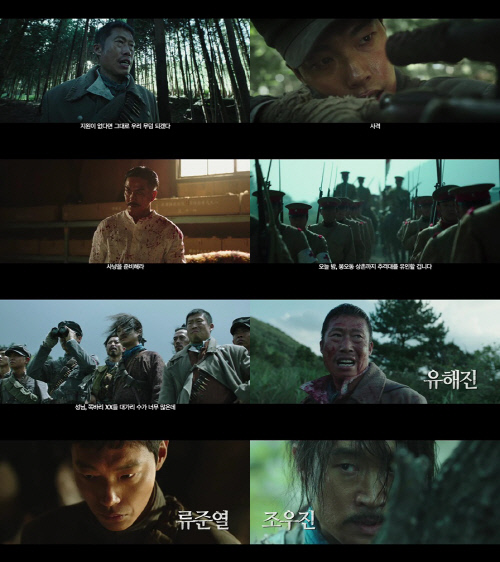 지원이 없다면 그대로 우리 무덤 되겠다
사격
사냥을 준비해라
오늘 밤, 봉오동 상촌까지 추격대를 유인할 겁니다
성님, 쪽바리 XX들 대가리 수가 너무 많은데
유해진
류준열
조우진